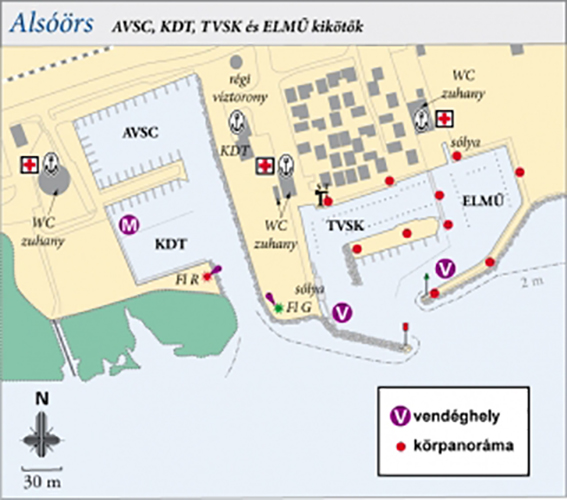 Alsóörs AVSC, KDT, TVSK és ELMŰ kikötők
régi
víztorony
WC
zuhany
AVSC
KDT
sólya
WC
zuhany
M
KDT
WC
zuhany
TVSK
ELMŰ
Fl R
sólya
Fl G
V
V
2 m
N
30 m
V vendéghely
körpanoráma